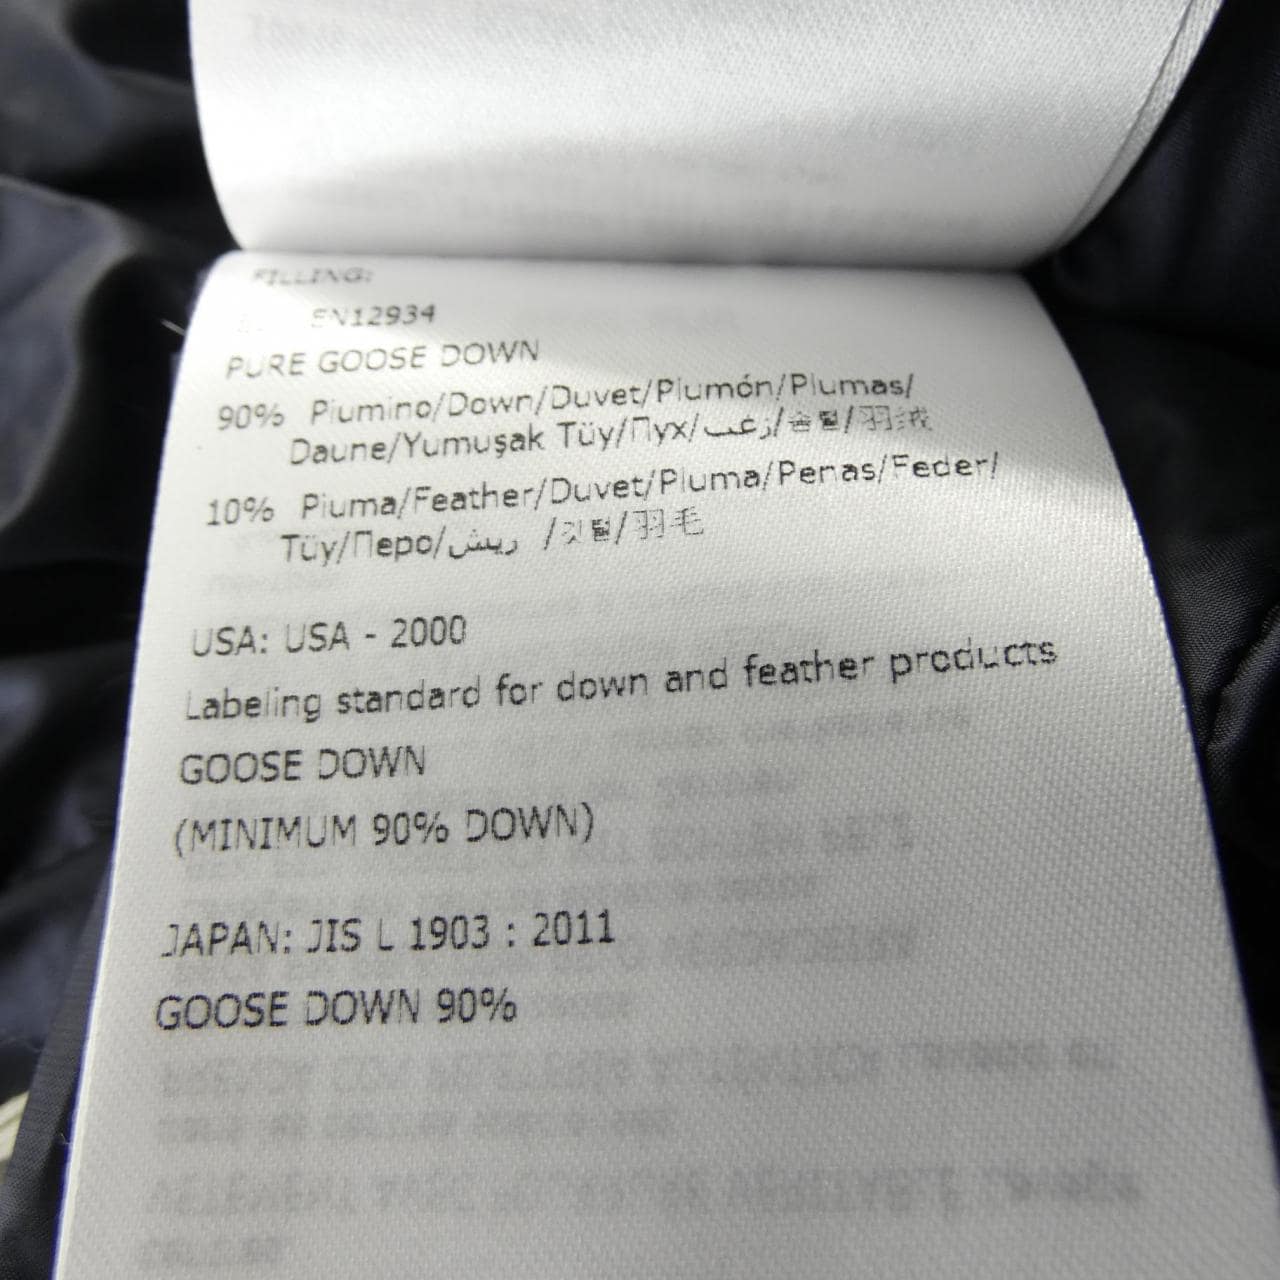 FILLING:
EN12934
PURE GOOSE DOWN
90% Piumino/Down/Duvet/Plumón/Plumas/
Daune/Yumuşak Tüy/Пух/زغب/솜털/羽绒
10% Piuma/Feather/Duvet/Pluma/Penas/Feder/
Tüy/Перо/ريش /깃털/羽毛
USA: USA - 2000
Labeling standard for down and feather products
GOOSE DOWN
(MINIMUM 90% DOWN)
JAPAN: JIS L 1903 : 2011
GOOSE DOWN 90%